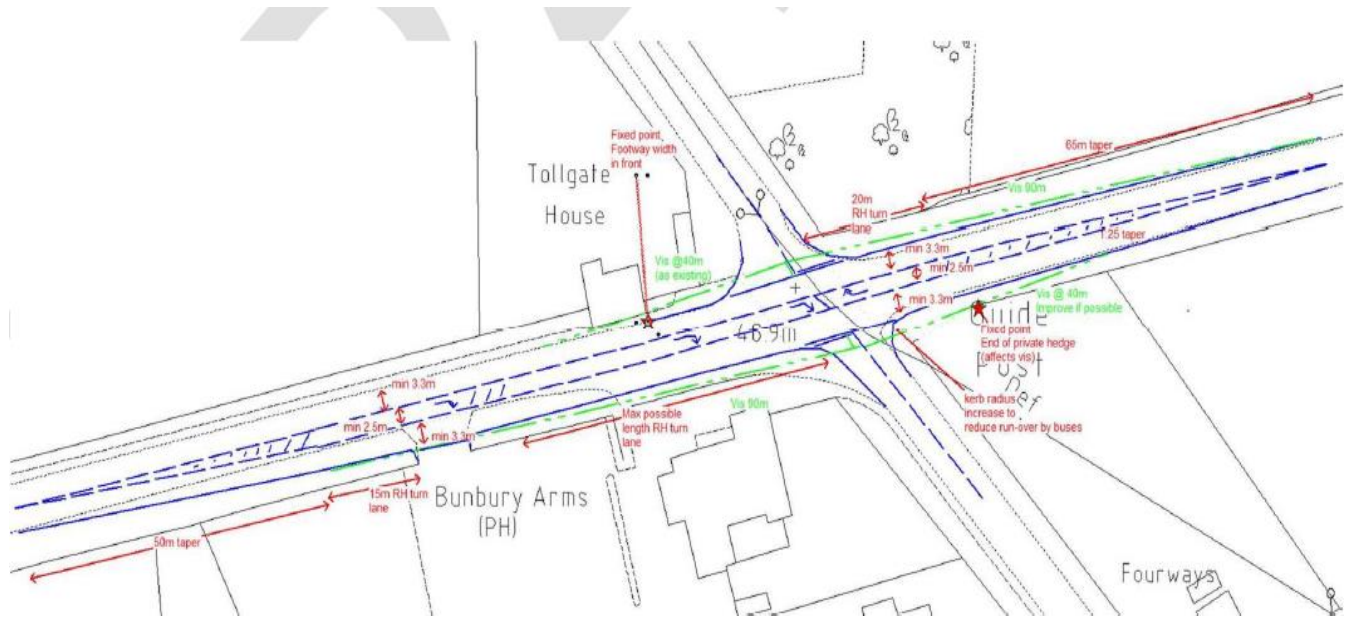 65m taper
Fixed point
Footway width
in front
Tollgate
House
Vis 90m
20m
RH turn
lane
1:25 taper
min 3.3m
min 2.5m
min 3.3m
Vis @40m
(as existing)
Vis @ 40m
Improve if possible
Guide
Post
Fixed point
End of private hedge
(affects vis)
46.9m
min 3.3m
min 2.5m
min 3.3m
Vis 90m
Max possible
length RH turn
lane
kerb radius
increase to
reduce run-over by buses
15m RH turn
lane
Bunbury Arms
(PH)
50m taper
Fourways